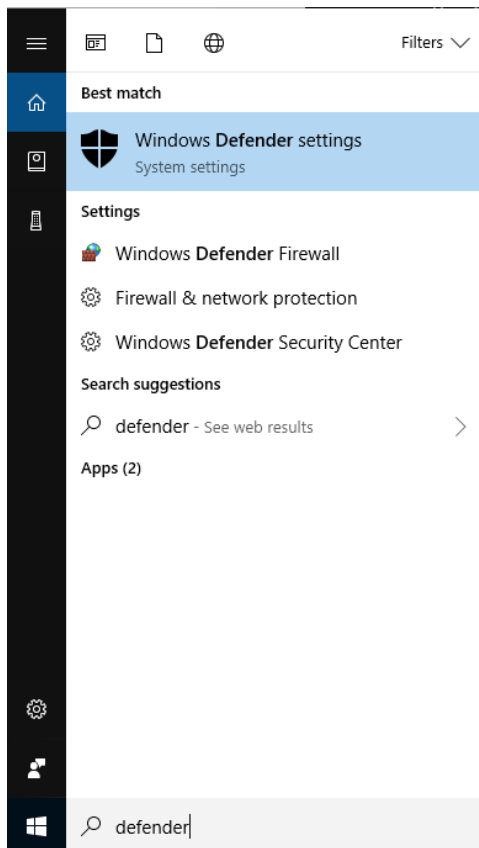 Filters
Best match
Windows Defender settings
System settings
Settings
Windows Defender Firewall
Firewall & network protection
Windows Defender Security Center
Search suggestions
defender - See web results
Apps (2)
defender